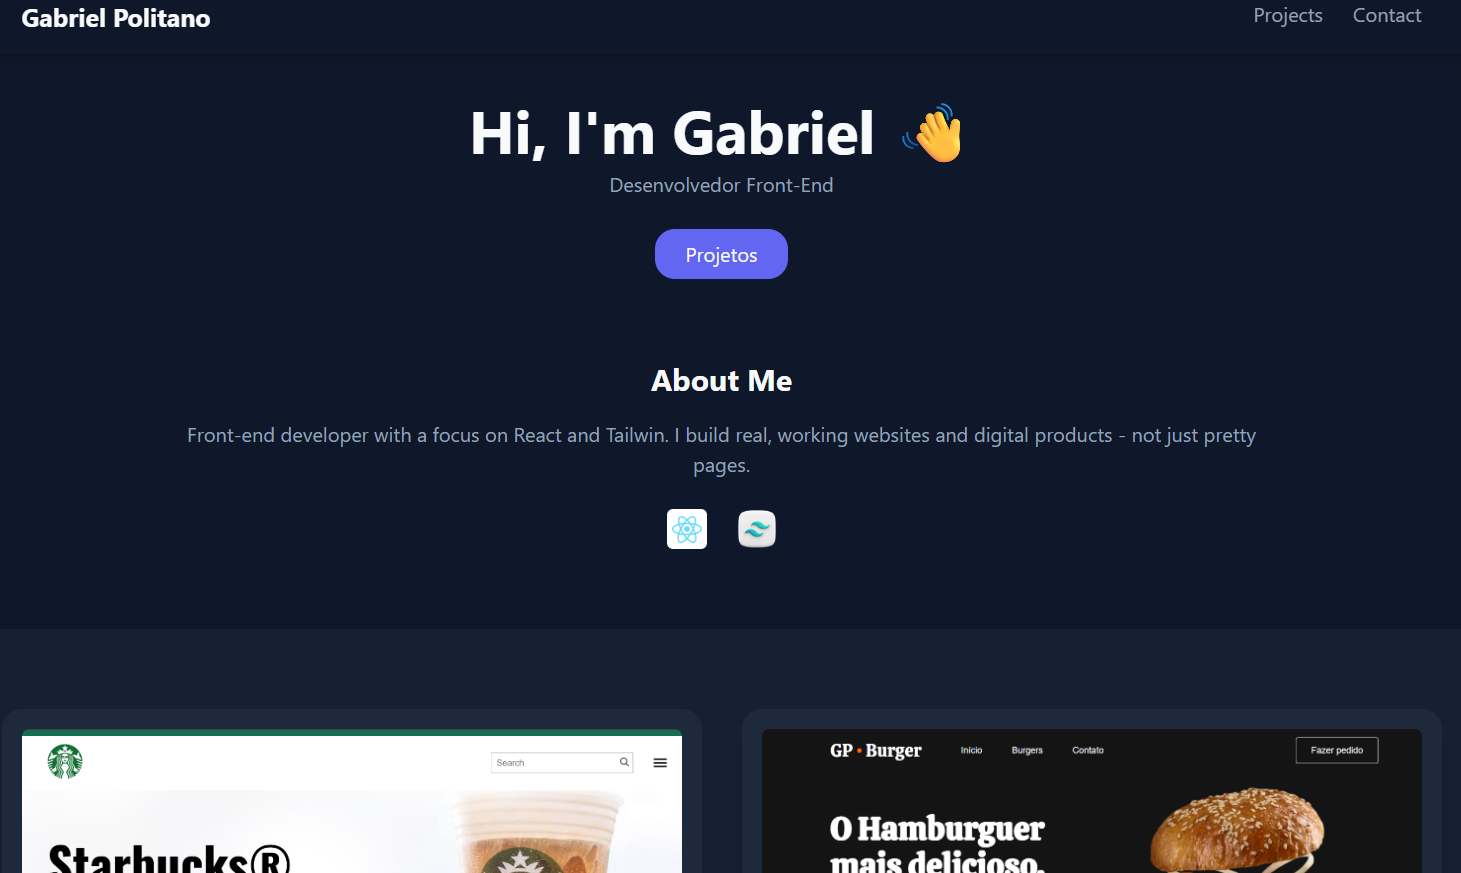 Gabriel Politano
Projects
Contact
Hi, I'm Gabriel 👋
Desenvolvedor Front-End
Projetos
About Me
Front-end developer with a focus on React and Tailwin. I build real, working websites and digital products - not just pretty
pages.
Search
Starbucks®
GP • Burger
Início
Burgers
Contato
Fazer pedido
O Hamburguer
mais delicioso.